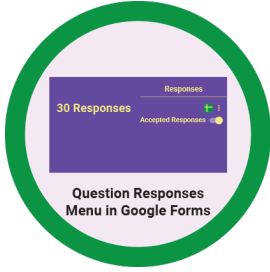 Responses
30 Responses
Accepted Responses
Question Responses
Menu in Google Forms